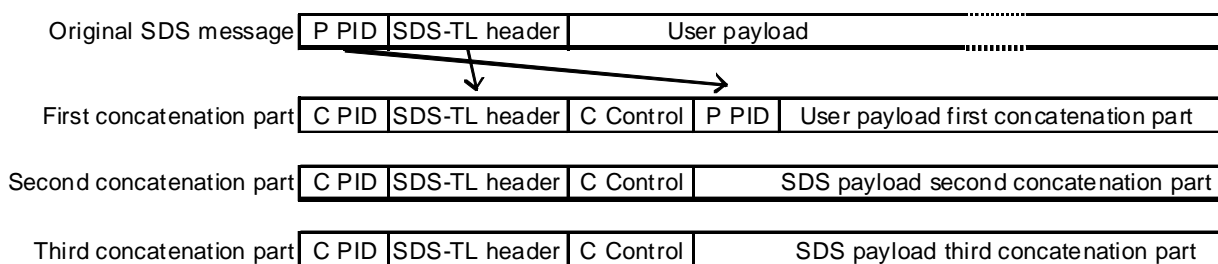 Original SDS message P PID SDS-TL header User payload
First concatenation part C PID SDS-TL header C Control P PID User payload first concatenation part
Second concatenation part C PID SDS-TL header C Control SDS payload second concatenation part
Third concatenation part C PID SDS-TL header C Control SDS payload third concatenation part